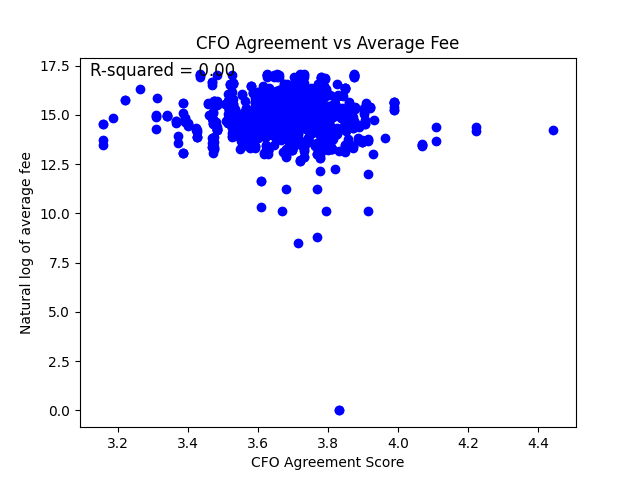 CFO Agreement vs Average Fee
R-squared = 0.00
17.5
15.0
12.5
10.0
7.5
5.0
2.5
0.0
Natural log of average fee
3.2 3.4 3.6 3.8 4.0 4.2 4.4
CFO Agreement Score